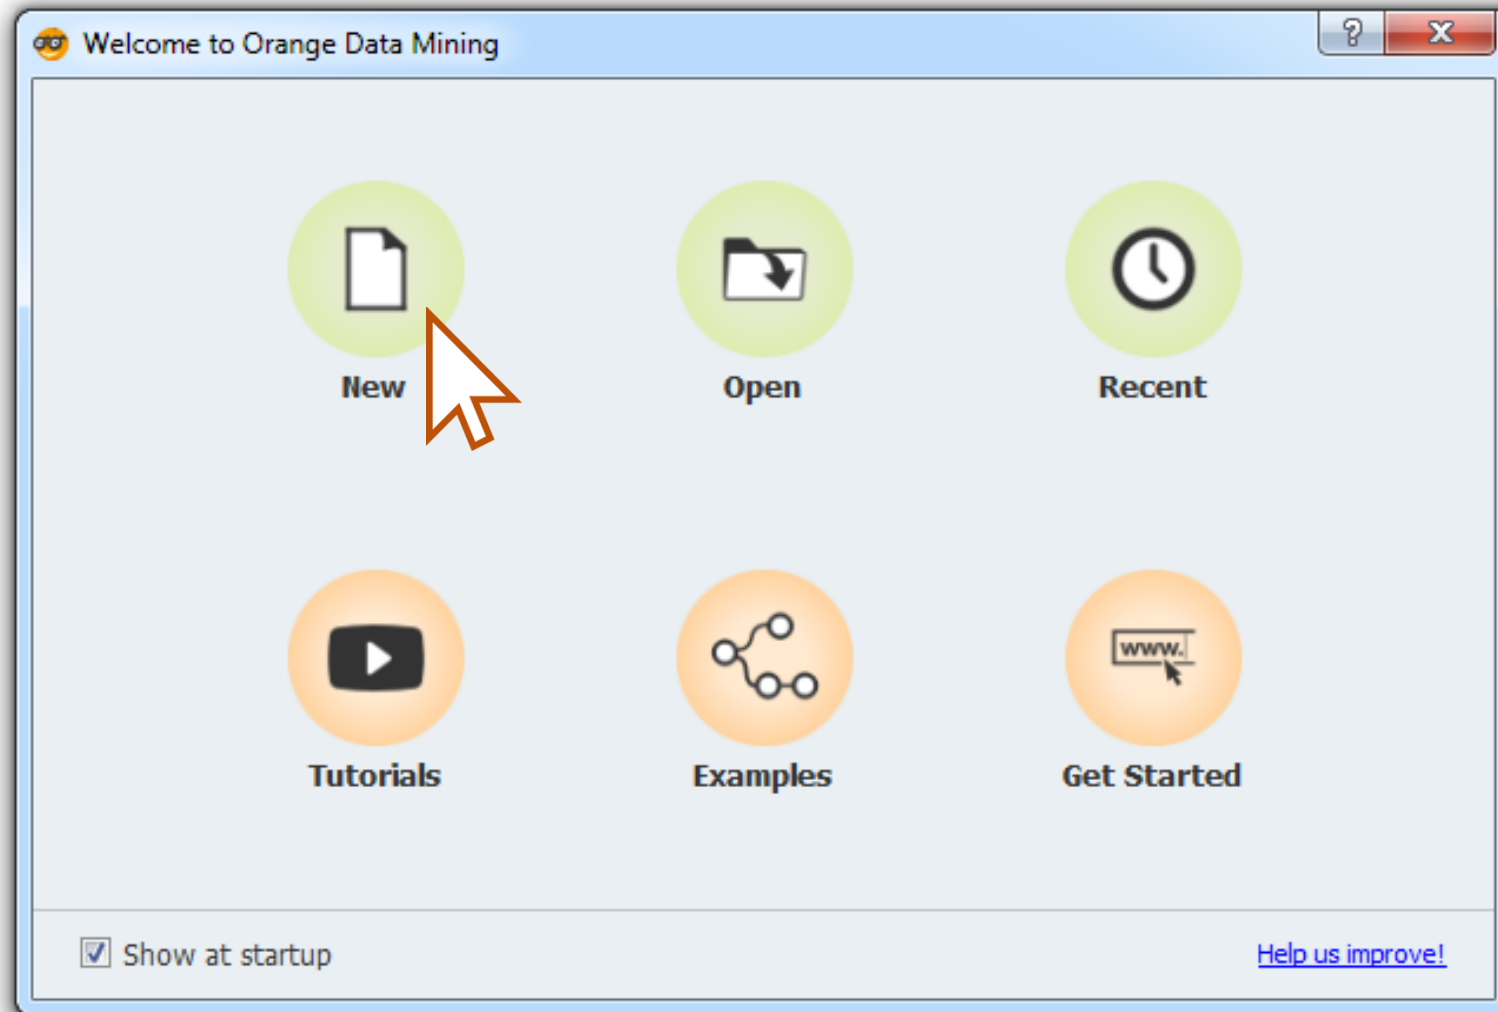 Welcome to Orange Data Mining
New
Open
Recent
www.
Tutorials
Examples
Get Started
Show at startup
Help us improve!